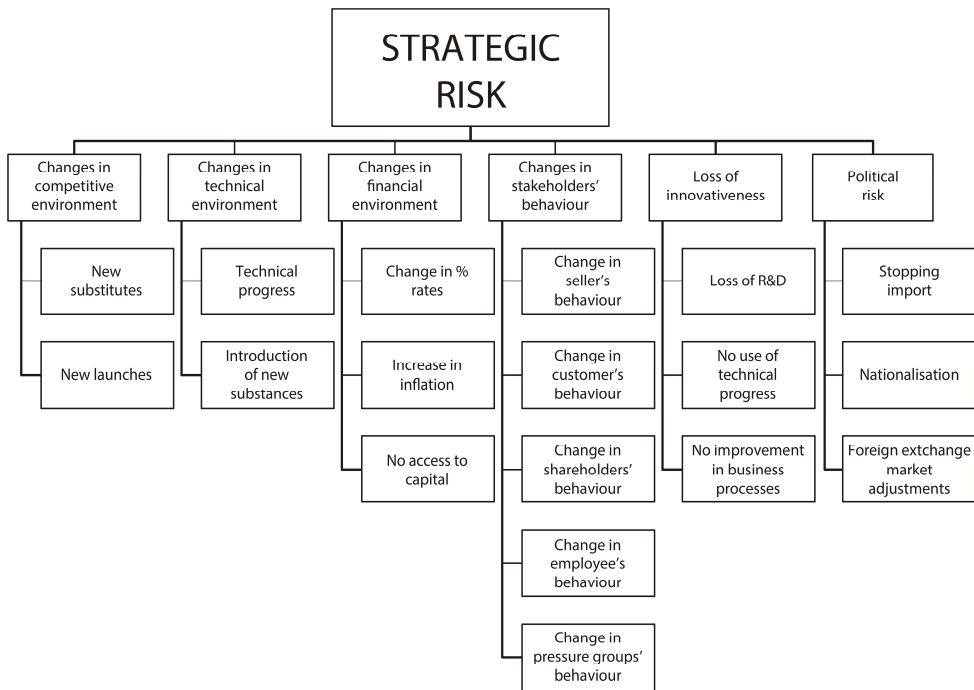 STRATEGIC
RISK
Changes in
competitive
environment
Changes in
technical
environment
Changes in
financial
environment
Changes in
stakeholders’
behaviour
Loss of
innovativeness
Political
risk
New
substitutes
New launches
Technical
progress
Introduction
of new
substances
Change in %
rates
Increase in
inflation
No access to
capital
Change in
seller’s
behaviour
Change in
customer’s
behaviour
Change in
shareholders’
behaviour
Change in
employee’s
behaviour
Change in
pressure groups’
behaviour
Loss of R&D
No use of
technical
progress
No improvement
in business
processes
Stopping
import
Nationalisation
Foreign extchange
market
adjustments